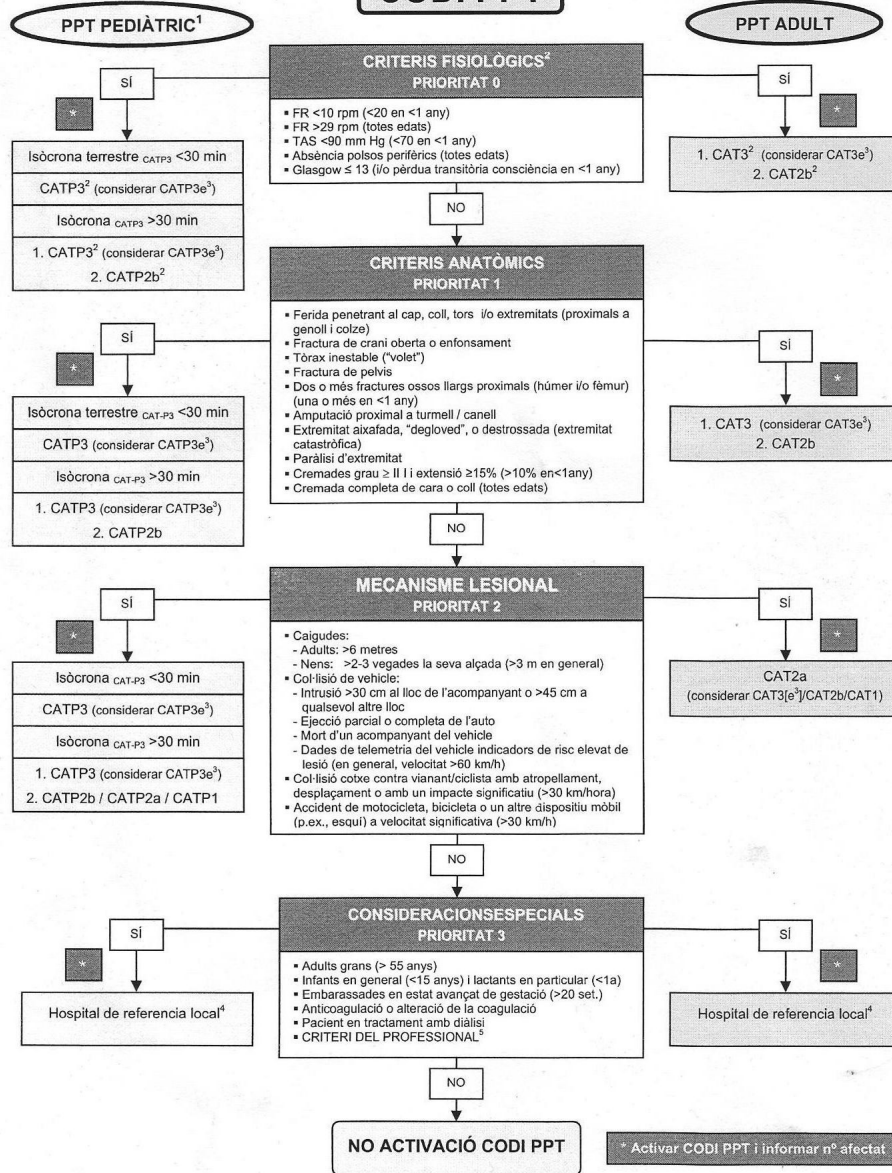 CODI PPT
PPT PEDIÀTRIC¹
PPT ADULT
CRITERIS FISIOLÒGICS²
PRIORITAT 0
▪ FR <10 rpm (<20 en <1 any)
▪ FR >29 rpm (totes edats)
▪ TAS <90 mm Hg (<70 en <1 any)
▪ Absència polsos perifèrics (totes edats)
▪ Glasgow ≤ 13 (i/o pèrdua transitòria consciència en <1 any)
SÍ
*
Isòcrona terrestre CATP3 <30 min
CATP3² (considerar CATP3e³)
Isòcrona CATP3 >30 min
1. CATP3² (considerar CATP3e³)
2. CATP2b²
SÍ
*
1. CAT3² (considerar CAT3e³)
2. CAT2b²
NO
CRITERIS ANATÒMICS
PRIORITAT 1
▪ Ferida penetrant al cap, coll, tors i/o extremitats (proximals a
genoll i colze)
▪ Fractura de crani oberta o enfonsament
▪ Tòrax inestable ("volet")
▪ Fractura de pelvis
▪ Dos o més fractures ossos llargs proximals (húmer i/o fèmur)
(una o més en <1 any)
▪ Amputació proximal a turmell / canell
▪ Extremitat aixafada, "degloved", o destrossada (extremitat
catastròfica)
▪ Paràlisi d'extremitat
▪ Cremades grau ≥ II I i extensió ≥15% (>10% en<1any)
▪ Cremada completa de cara o coll (totes edats)
SÍ
*
Isòcrona terrestre CAT-P3 <30 min
CATP3 (considerar CATP3e³)
Isòcrona CAT-P3 >30 min
1. CATP3 (considerar CATP3e³)
2. CATP2b
SÍ
*
1. CAT3 (considerar CAT3e³)
2. CAT2b
NO
MECANISME LESIONAL
PRIORITAT 2
▪ Caigudes:
- Adults: >6 metres
- Nens: >2-3 vegades la seva alçada (>3 m en general)
▪ Col·lisió de vehicle:
- Intrusió >30 cm al lloc de l'acompanyant o >45 cm a
qualsevol altre lloc
- Ejecció parcial o completa de l'auto
- Mort d'un acompanyant del vehicle
- Dades de telemetria del vehicle indicadors de risc elevat de
lesió (en general, velocitat >60 km/h)
▪ Col·lisió cotxe contra vianant/ciclista amb atropellament,
desplaçament o amb un impacte significatiu (>30 km/hora)
▪ Accident de motocicleta, bicicleta o un altre dispositiu mòbil
(p.ex., esquí) a velocitat significativa (>30 km/h)
SÍ
*
Isòcrona CAT-P3 <30 min
CATP3 (considerar CATP3e³)
Isòcrona CAT-P3 >30 min
1. CATP3 (considerar CATP3e³)
2. CATP2b / CATP2a / CATP1
SÍ
*
CAT2a
(considerar CAT3[e³]/CAT2b/CAT1)
NO
CONSIDERACIONSESPECIALS
PRIORITAT 3
▪ Adults grans (> 55 anys)
▪ Infants en general (<15 anys) i lactants en particular (<1a)
▪ Embarassades en estat avançat de gestació (>20 set.)
▪ Anticoagulació o alteració de la coagulació
▪ Pacient en tractament amb diàlisi
▪ CRITERI DEL PROFESSIONAL⁵
SÍ
*
Hospital de referencia local⁴
SÍ
*
Hospital de referencia local⁴
NO
NO ACTIVACIÓ CODI PPT
* Activar CODI PPT i informar nº afectat